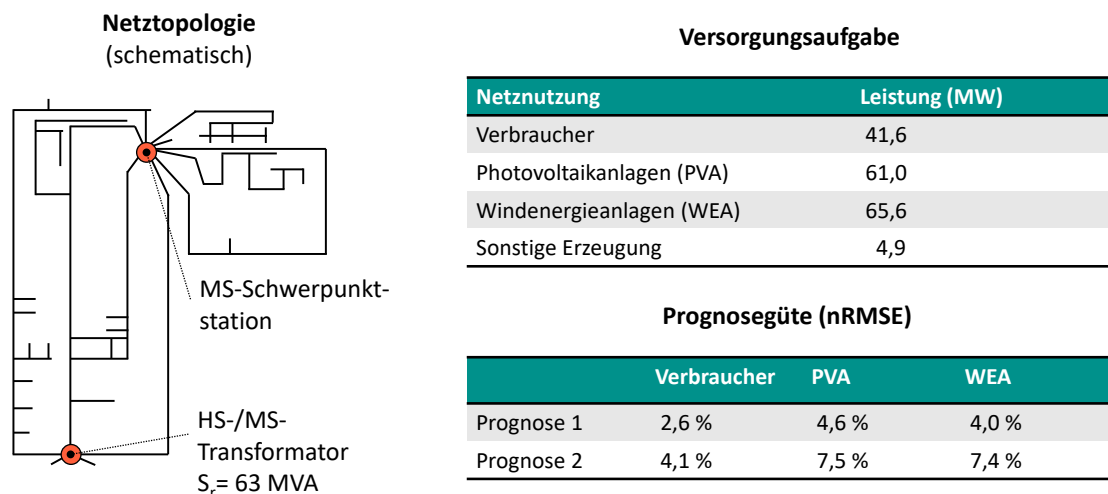 Netztopologie
(schematisch)
MS-Schwerpunkt-
station
HS-/MS-
Transformator
Sᵣ= 63 MVA
Versorgungsaufgabe
Netznutzung Leistung (MW)
Verbraucher 41,6
Photovoltaikanlagen (PVA) 61,0
Windenergieanlagen (WEA) 65,6
Sonstige Erzeugung 4,9
Prognosegüte (nRMSE)
Verbraucher PVA WEA
Prognose 1 2,6 % 4,6 % 4,0 %
Prognose 2 4,1 % 7,5 % 7,4 %